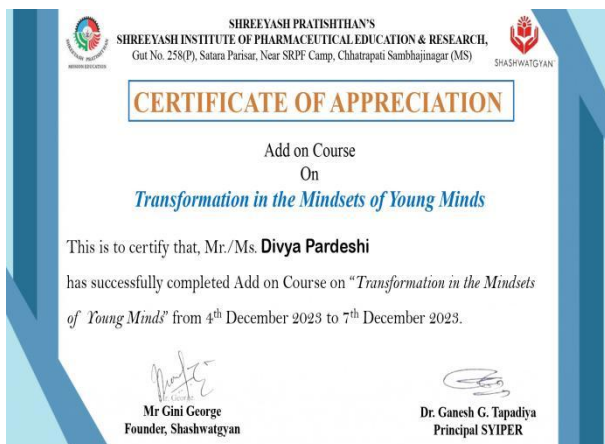 SHREEYASH PRATISHTHAN'S
SHREEYASH INSTITUTE OF PHARMACEUTICAL EDUCATION & RESEARCH,
Gut No. 258(P), Satara Parisar, Near SRPF Camp, Chhatrapati Sambhajinagar (MS)
SHASHWATGYAN
CERTIFICATE OF APPRECIATION
Add on Course
On
Transformation in the Mindsets of Young Minds
This is to certify that, Mr./Ms. Divya Pardeshi
has successfully completed Add on Course on “Transformation in the Mindsets
of Young Minds” from 4th December 2023 to 7th December 2023.
Mr Gini George
Founder, Shashwatgyan
Dr. Ganesh G. Tapadiya
Principal SYIPER